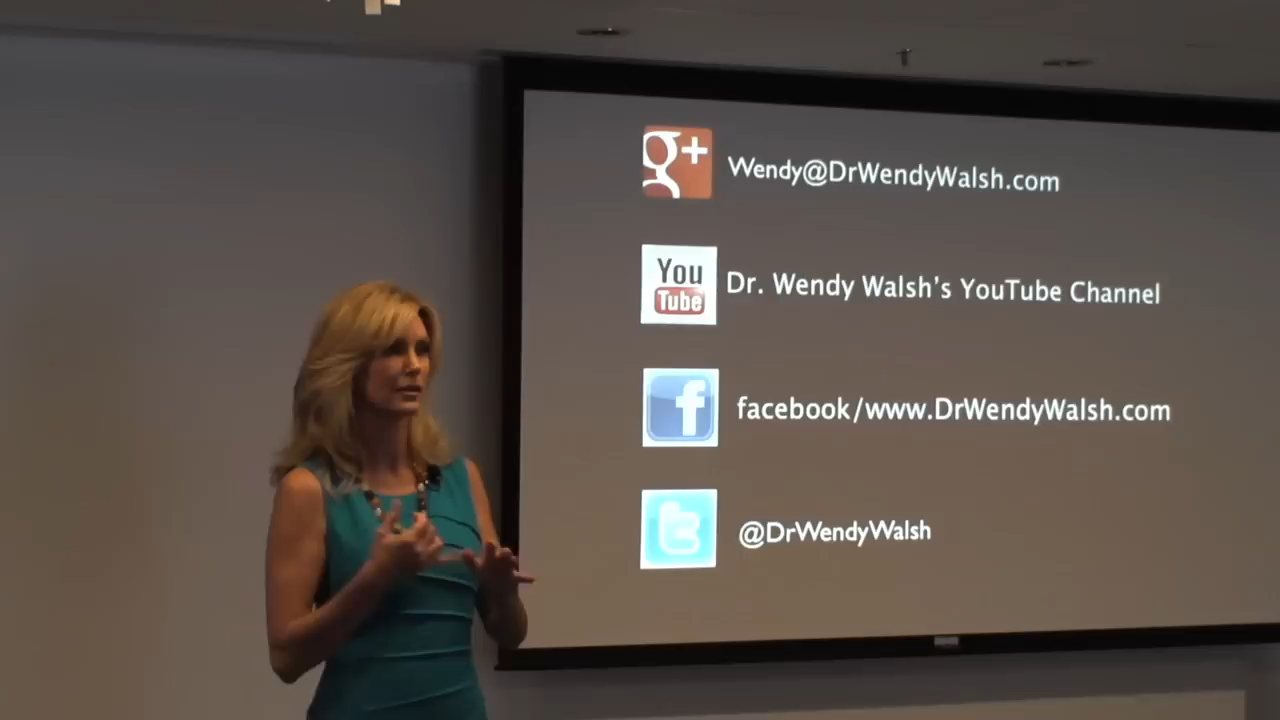 g+ Wendy@DrWendyWalsh.com
You
Tube
Dr. Wendy Walsh's YouTube Channel
f facebook/www.DrWendyWalsh.com
t @DrWendyWalsh